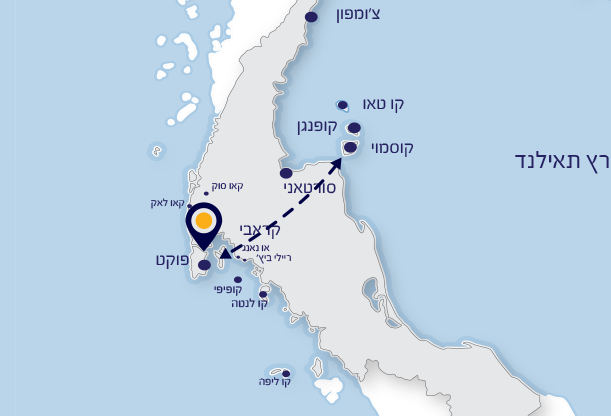 צ'ומפון
קו טאו
קופנגן
קוסמוי
רץ תאילנד
סורטאני
קאו סוק
קאו לאק
קראבי
או נאנג
ריילי ביץ'
פוקט
קופיפי
קו לנטה
קו ליפה